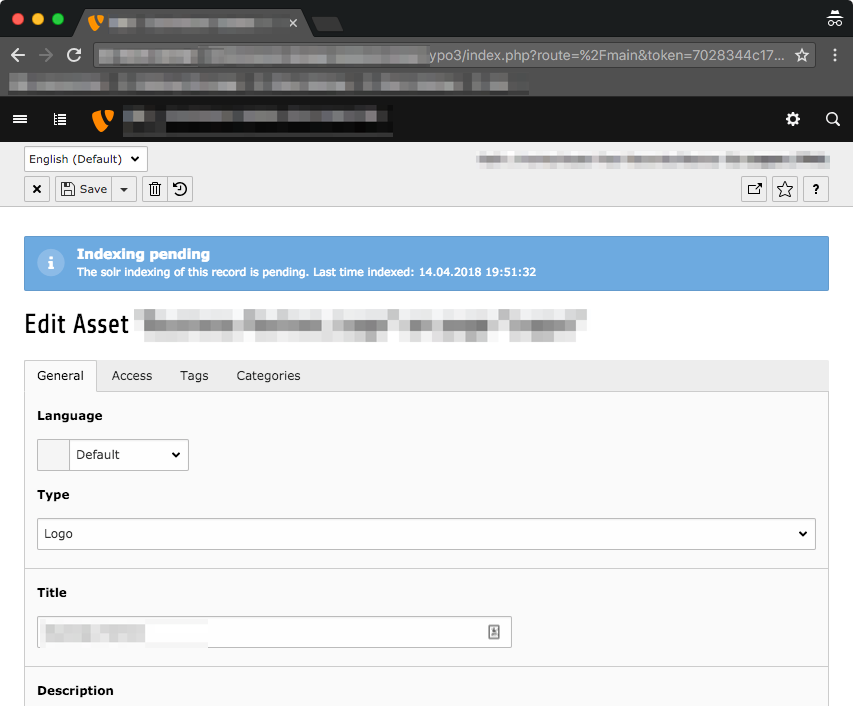 ypo3/index.php?route=%2Fmain&token=7028344c17...
English (Default)
Save
?
Indexing pending
The solr indexing of this record is pending. Last time indexed: 14.04.2018 19:51:32
Edit Asset
General Access Tags Categories
Language
Default
Type
Logo
Title
Description